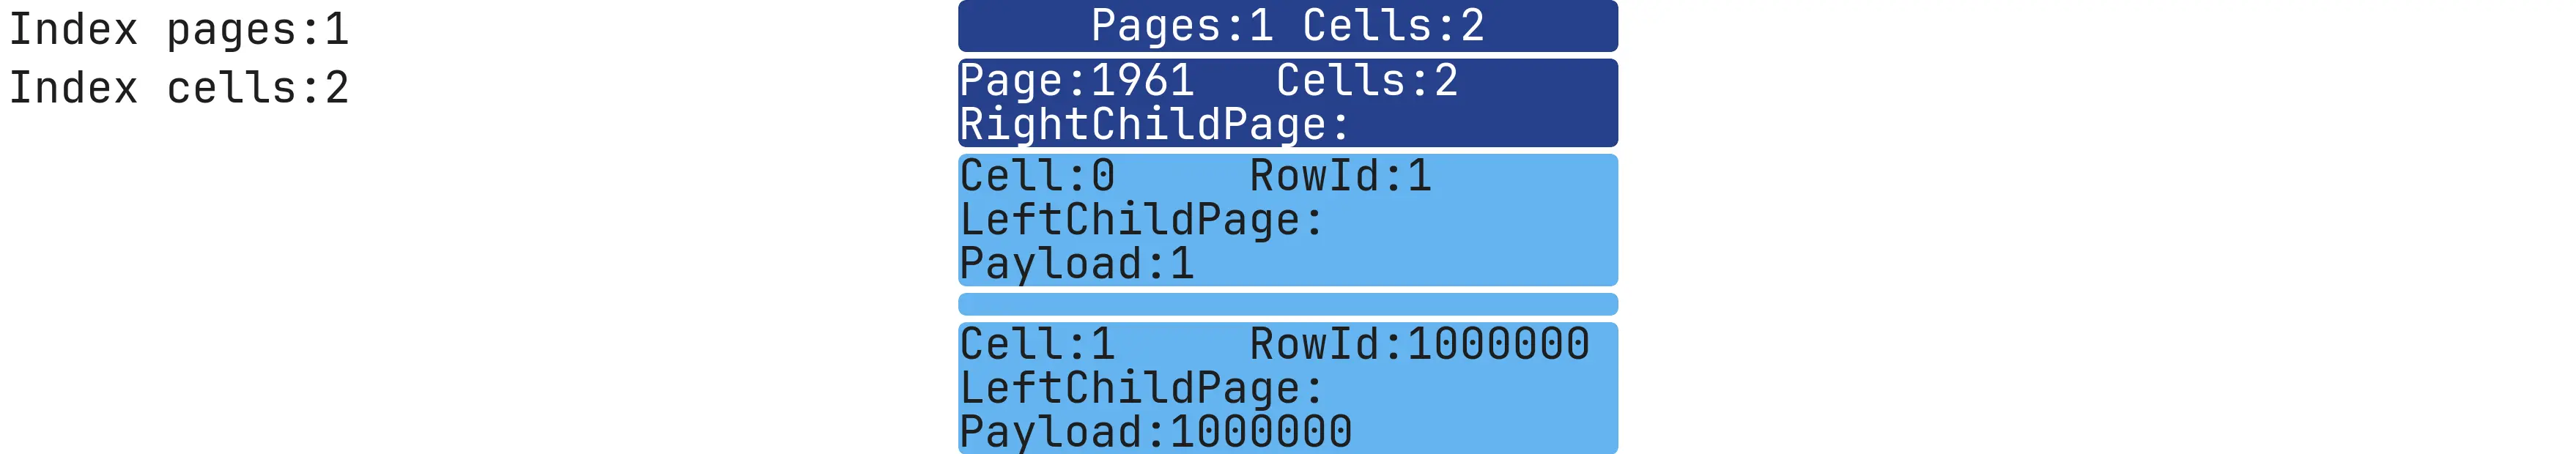 Index pages:1
Index cells:2
Pages:1 Cells:2
Page:1961 Cells:2
RightChildPage:
Cell:0 RowId:1
LeftChildPage:
Payload:1
Cell:1 RowId:1000000
LeftChildPage:
Payload:1000000